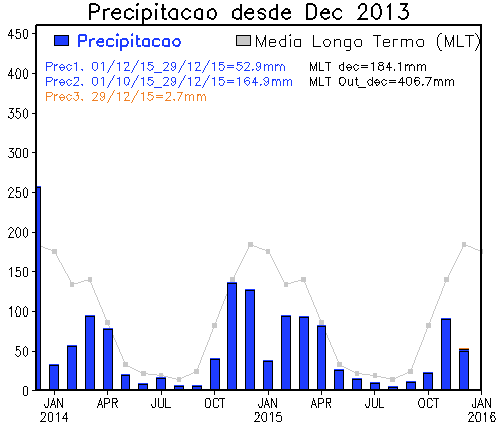 Precipitacao desde Dec 2013
Precipitacao Media Longo Termo (MLT)
Prec1. 01/12/15_29/12/15=52.9mm MLT dec=184.1mm
Prec2. 01/10/15_29/12/15=164.9mm MLT Out_dec=406.7mm
Prec3. 29/12/15=2.7mm
450
400
350
300
250
200
150
100
50
0
JAN APR JUL OCT JAN APR JUL OCT JAN
2014 2015 2016